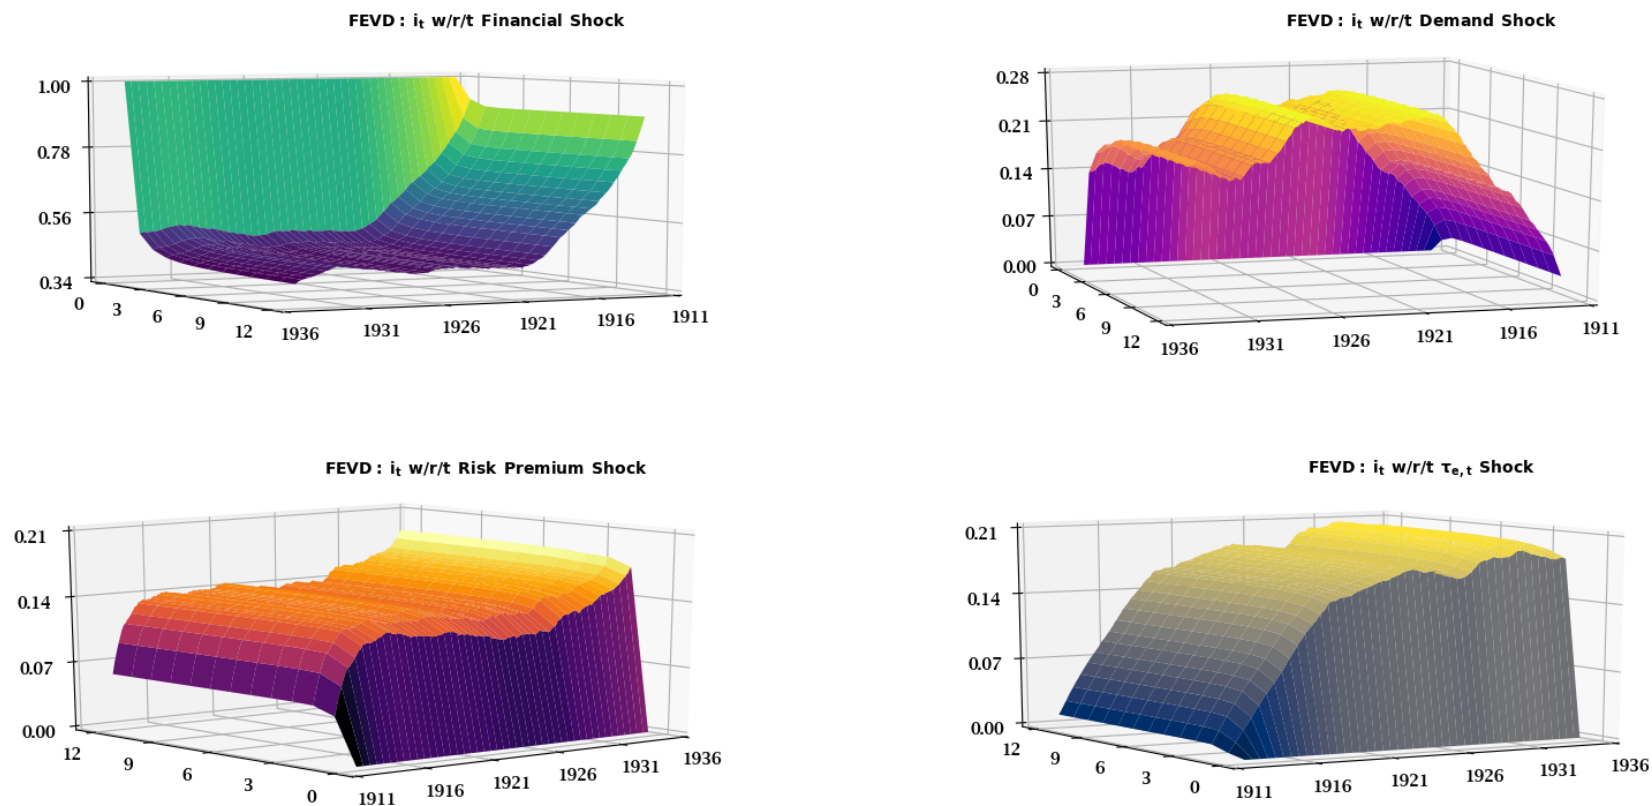 FEVD : i_t w/r/t Financial Shock
1.00
0.78
0.56
0.34
0 3 6 9 12
1936 1931 1926 1921 1916 1911
FEVD : i_t w/r/t Demand Shock
0.28
0.21
0.14
0.07
0.00
0 3 6 9 12
1936 1931 1926 1921 1916 1911
FEVD : i_t w/r/t Risk Premium Shock
0.21
0.14
0.07
0.00
12 9 6 3 0
1911 1916 1921 1926 1931 1936
FEVD : i_t w/r/t τ_e,t Shock
0.21
0.14
0.07
0.00
12 9 6 3 0
1911 1916 1921 1926 1931 1936